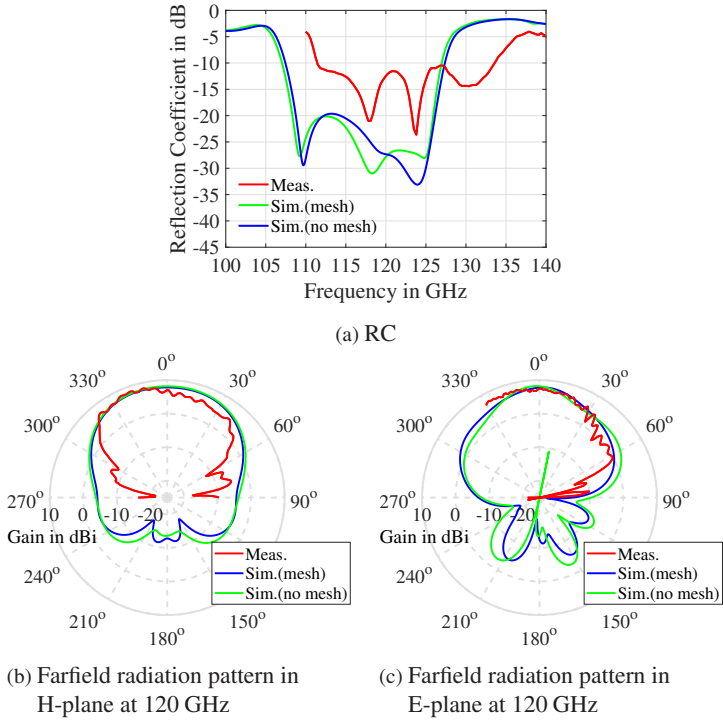 0
-5
-10
-15
-20
-25
-30
-35
-40
-45
Reflection Coefficient in dB
Meas.
Sim.(mesh)
Sim.(no mesh)
100 105 110 115 120 125 130 135 140
Frequency in GHz
(a) RC
0°
330° 30°
300° 60°
270° 90°
10 0 -10 -20
Gain in dBi
240°
210° 150°
180°
Meas.
Sim.(mesh)
Sim.(no mesh)
(b) Farfield radiation pattern in
H-plane at 120 GHz
0°
330° 30°
300° 60°
270° 90°
10 0 -10 -20
Gain in dBi
240°
210° 150°
180°
Meas.
Sim.(mesh)
Sim.(no mesh)
(c) Farfield radiation pattern in
E-plane at 120 GHz